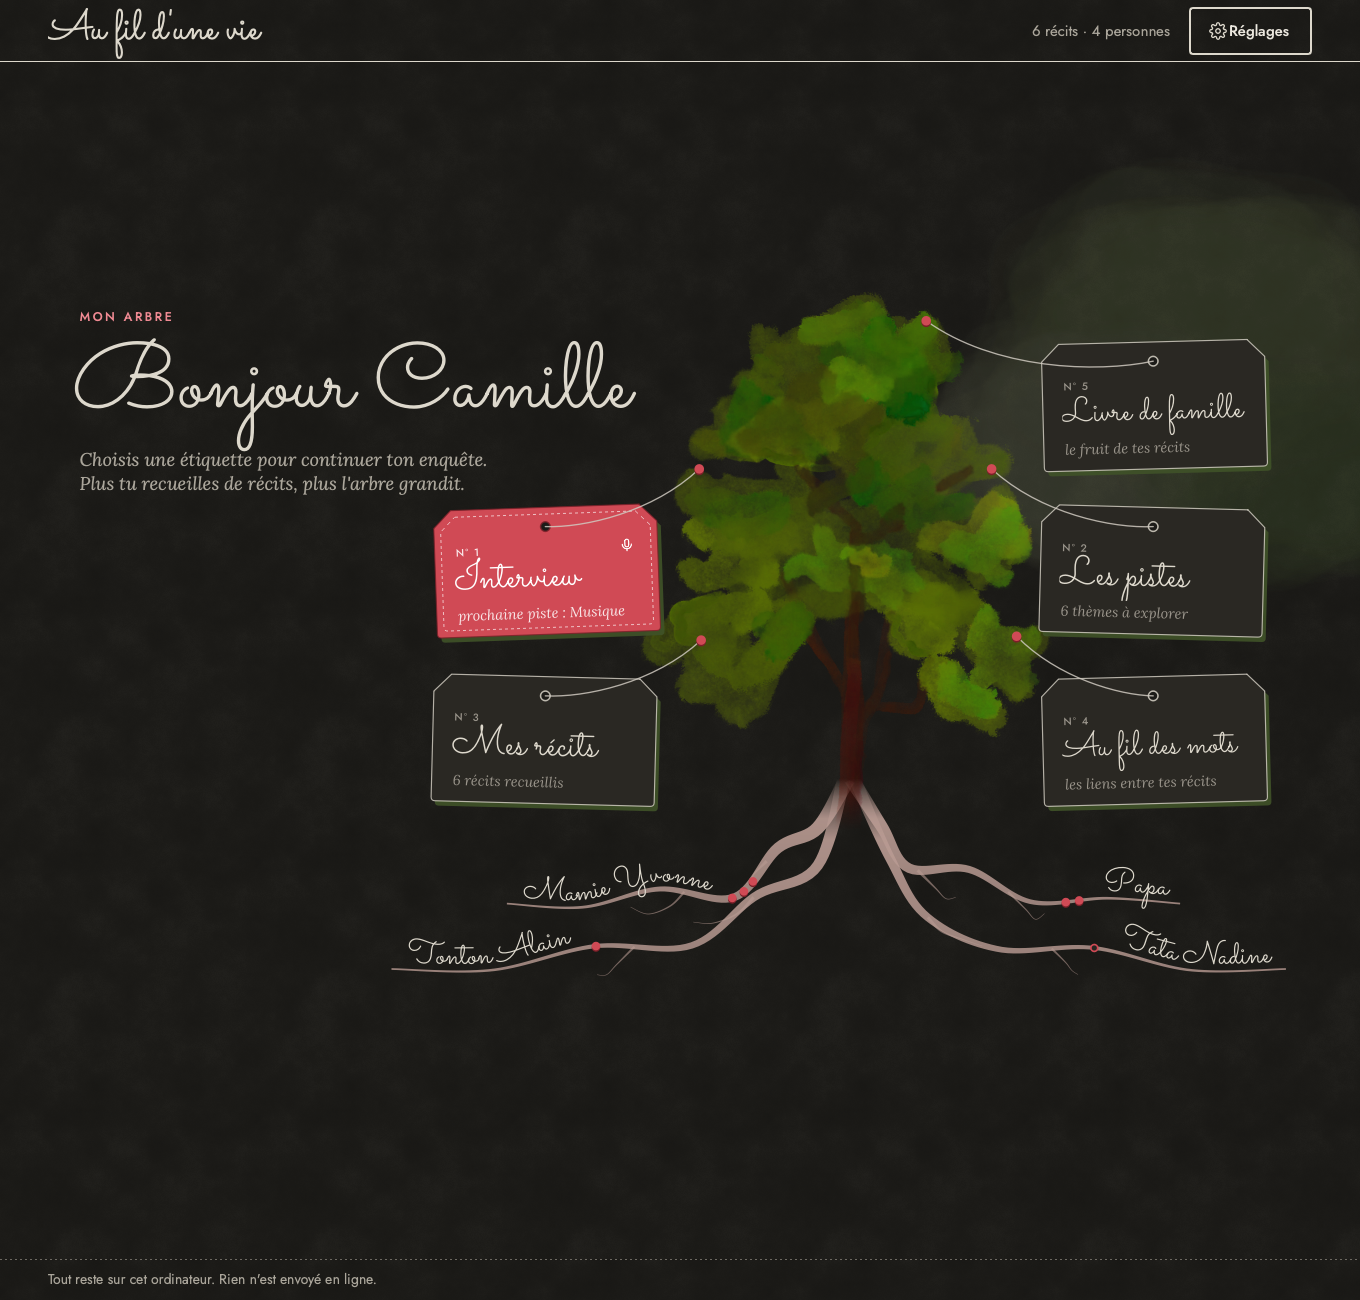 Au fil d'une vie
6 récits · 4 personnes
Réglages
MON ARBRE
Bonjour Camille
Choisis une étiquette pour continuer ton enquête.
Plus tu recueilles de récits, plus l'arbre grandit.
N° 5
Livre de famille
le fruit de tes récits
N° 1
Interview
prochaine piste : Musique
N° 2
Les pistes
6 thèmes à explorer
N° 3
Mes récits
6 récits recueillis
N° 4
Au fil des mots
les liens entre tes récits
Mamie Yvonne
Papa
Tonton Alain
Tata Nadine
Tout reste sur cet ordinateur. Rien n'est envoyé en ligne.